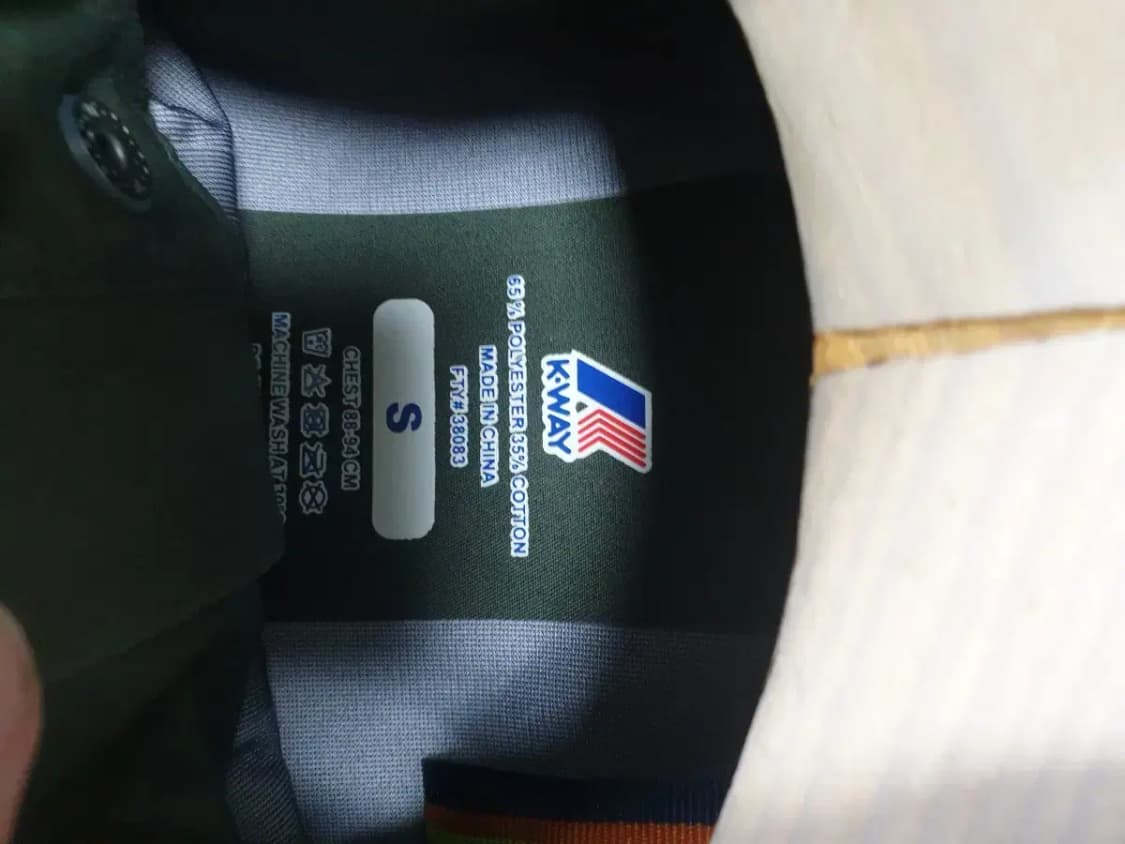 K-WAY
65 % POLYESTER 35% COTTON
MADE IN CHINA
FTY# 38083
S
CHEST 88-94 CM
MACHINE WASH AT